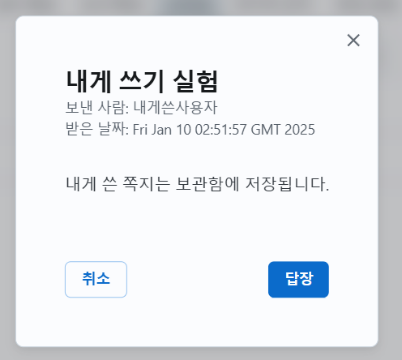 내게 쓰기 실험
보낸 사람: 내게쓴사용자
받은 날짜: Fri Jan 10 02:51:57 GMT 2025
내게 쓴 쪽지는 보관함에 저장됩니다.
취소
답장